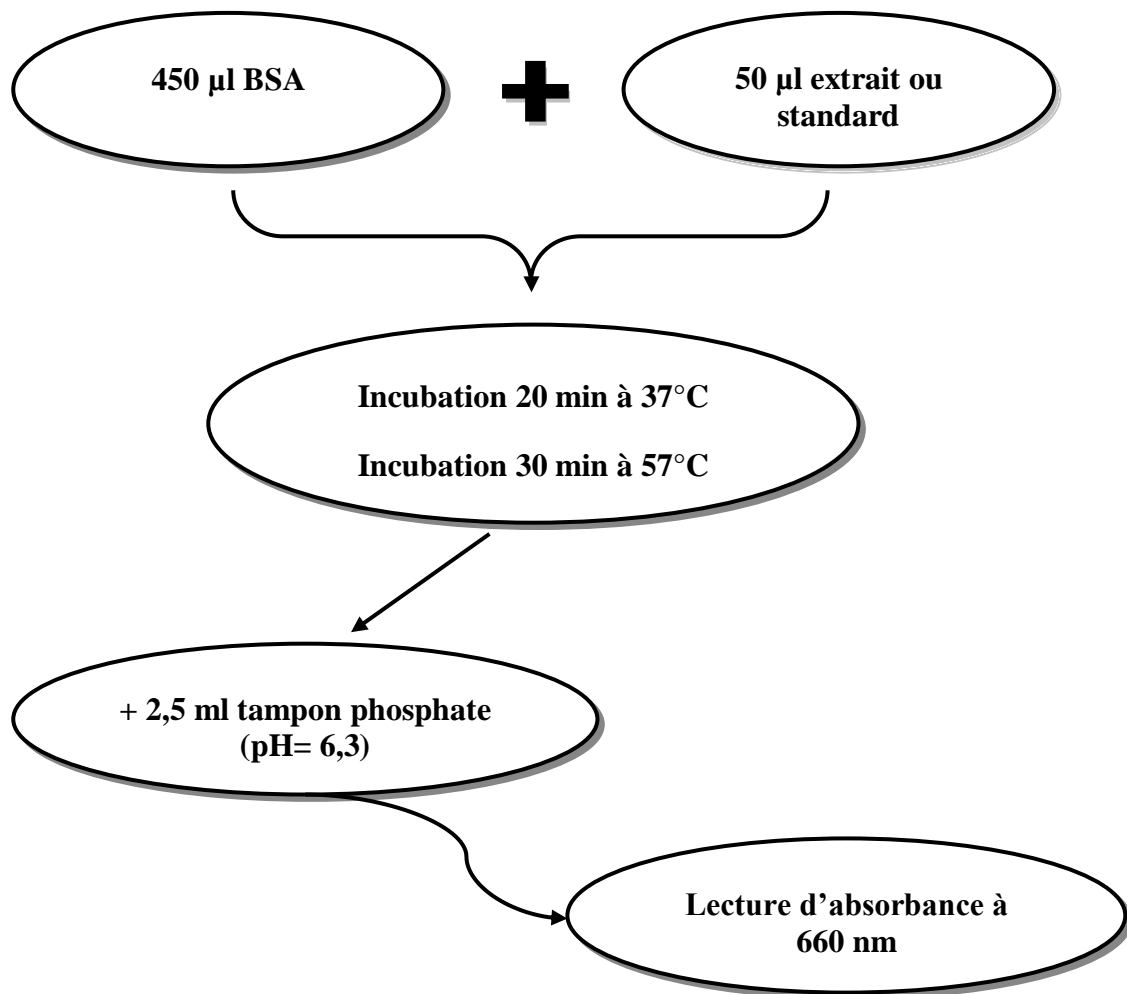 450 µl BSA
+
50 µl extrait ou
standard
Incubation 20 min à 37°C
Incubation 30 min à 57°C
+ 2,5 ml tampon phosphate
(pH= 6,3)
Lecture d’absorbance à
660 nm